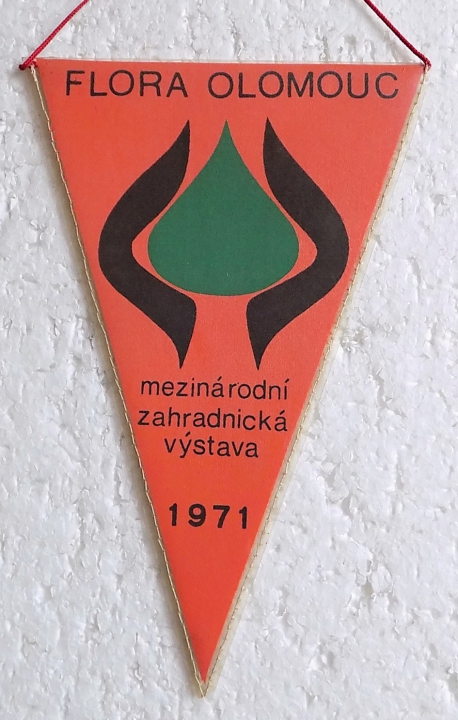 FLORA OLOMOUC
mezinárodní
zahradnická
výstava
1971